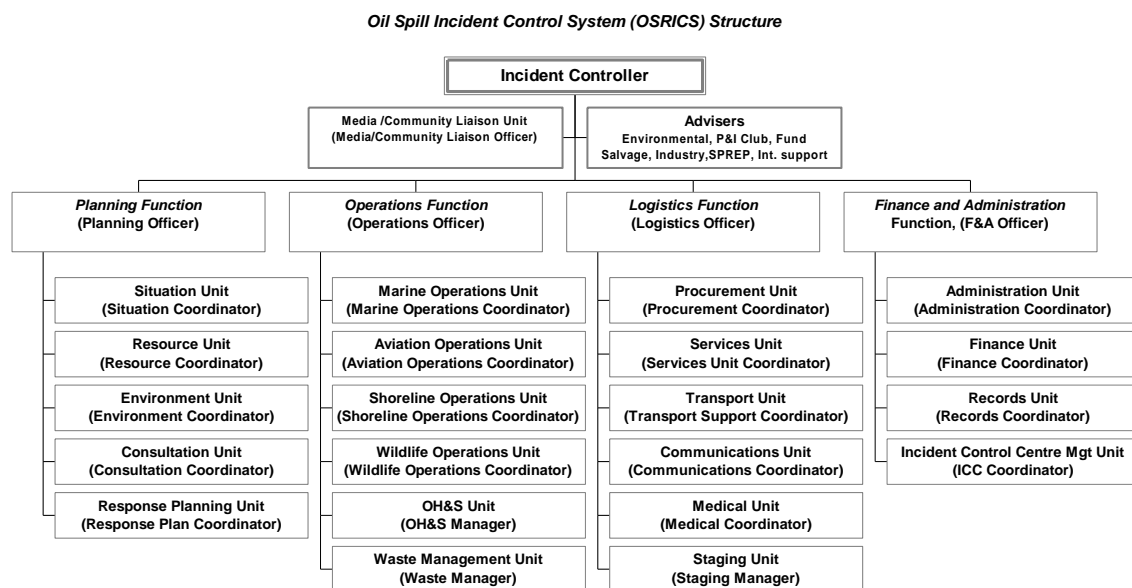 Oil Spill Incident Control System (OSRICS) Structure
Incident Controller
Media /Community Liaison Unit
(Media/Community Liaison Officer)
Advisers
Environmental, P&I Club, Fund
Salvage, Industry,SPREP, Int. support
Planning Function
(Planning Officer)
Situation Unit
(Situation Coordinator)
Resource Unit
(Resource Coordinator)
Environment Unit
(Environment Coordinator)
Consultation Unit
(Consultation Coordinator)
Response Planning Unit
(Response Plan Coordinator)
Operations Function
(Operations Officer)
Marine Operations Unit
(Marine Operations Coordinator)
Aviation Operations Unit
(Aviation Operations Coordinator)
Shoreline Operations Unit
(Shoreline Operations Coordinator)
Wildlife Operations Unit
(Wildlife Operations Coordinator)
OH&S Unit
(OH&S Manager)
Waste Management Unit
(Waste Manager)
Logistics Function
(Logistics Officer)
Procurement Unit
(Procurement Coordinator)
Services Unit
(Services Unit Coordinator)
Transport Unit
(Transport Support Coordinator)
Communications Unit
(Communications Coordinator)
Medical Unit
(Medical Coordinator)
Staging Unit
(Staging Manager)
Finance and Administration
Function, (F&A Officer)
Administration Unit
(Administration Coordinator)
Finance Unit
(Finance Coordinator)
Records Unit
(Records Coordinator)
Incident Control Centre Mgt Unit
(ICC Coordinator)